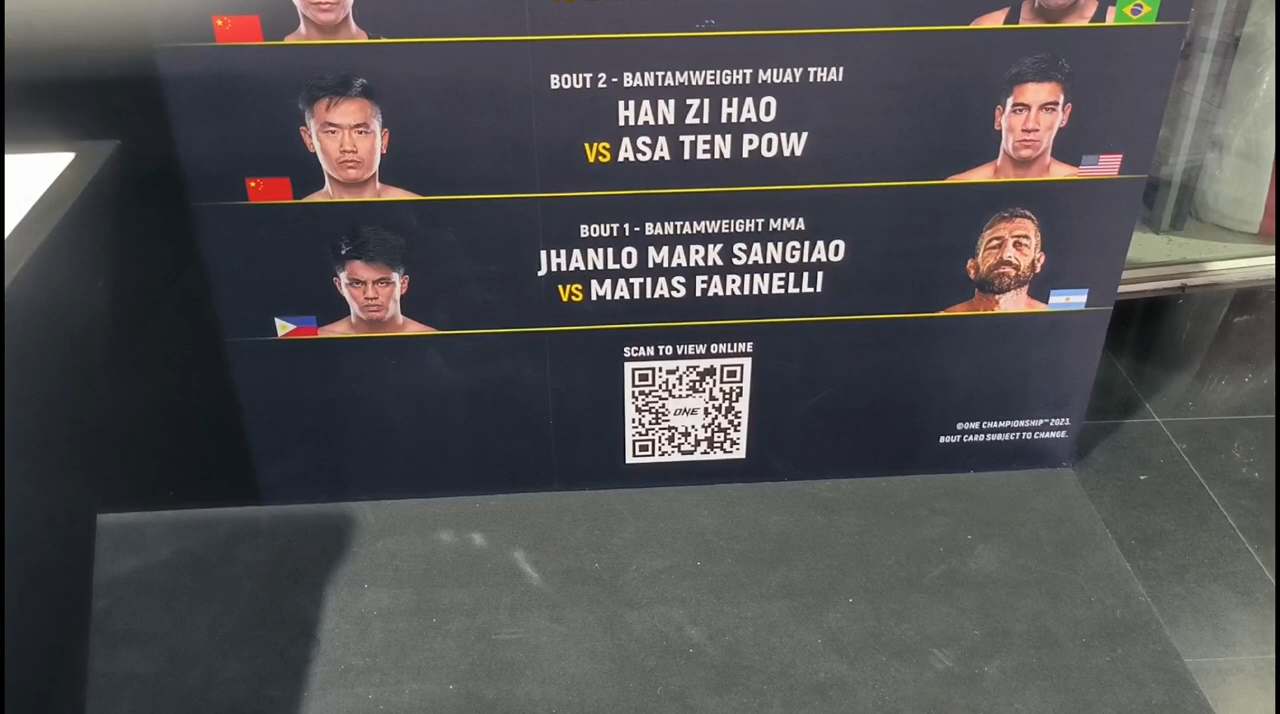 BOUT 2 - BANTAMWEIGHT MUAY THAI
HAN ZI HAO
VS ASA TEN POW
BOUT 1 - BANTAMWEIGHT MMA
JHANLO MARK SANGIAO
VS MATIAS FARINELLI
SCAN TO VIEW ONLINE
ONE
©ONE CHAMPIONSHIP™ 2023.
BOUT CARD SUBJECT TO CHANGE.